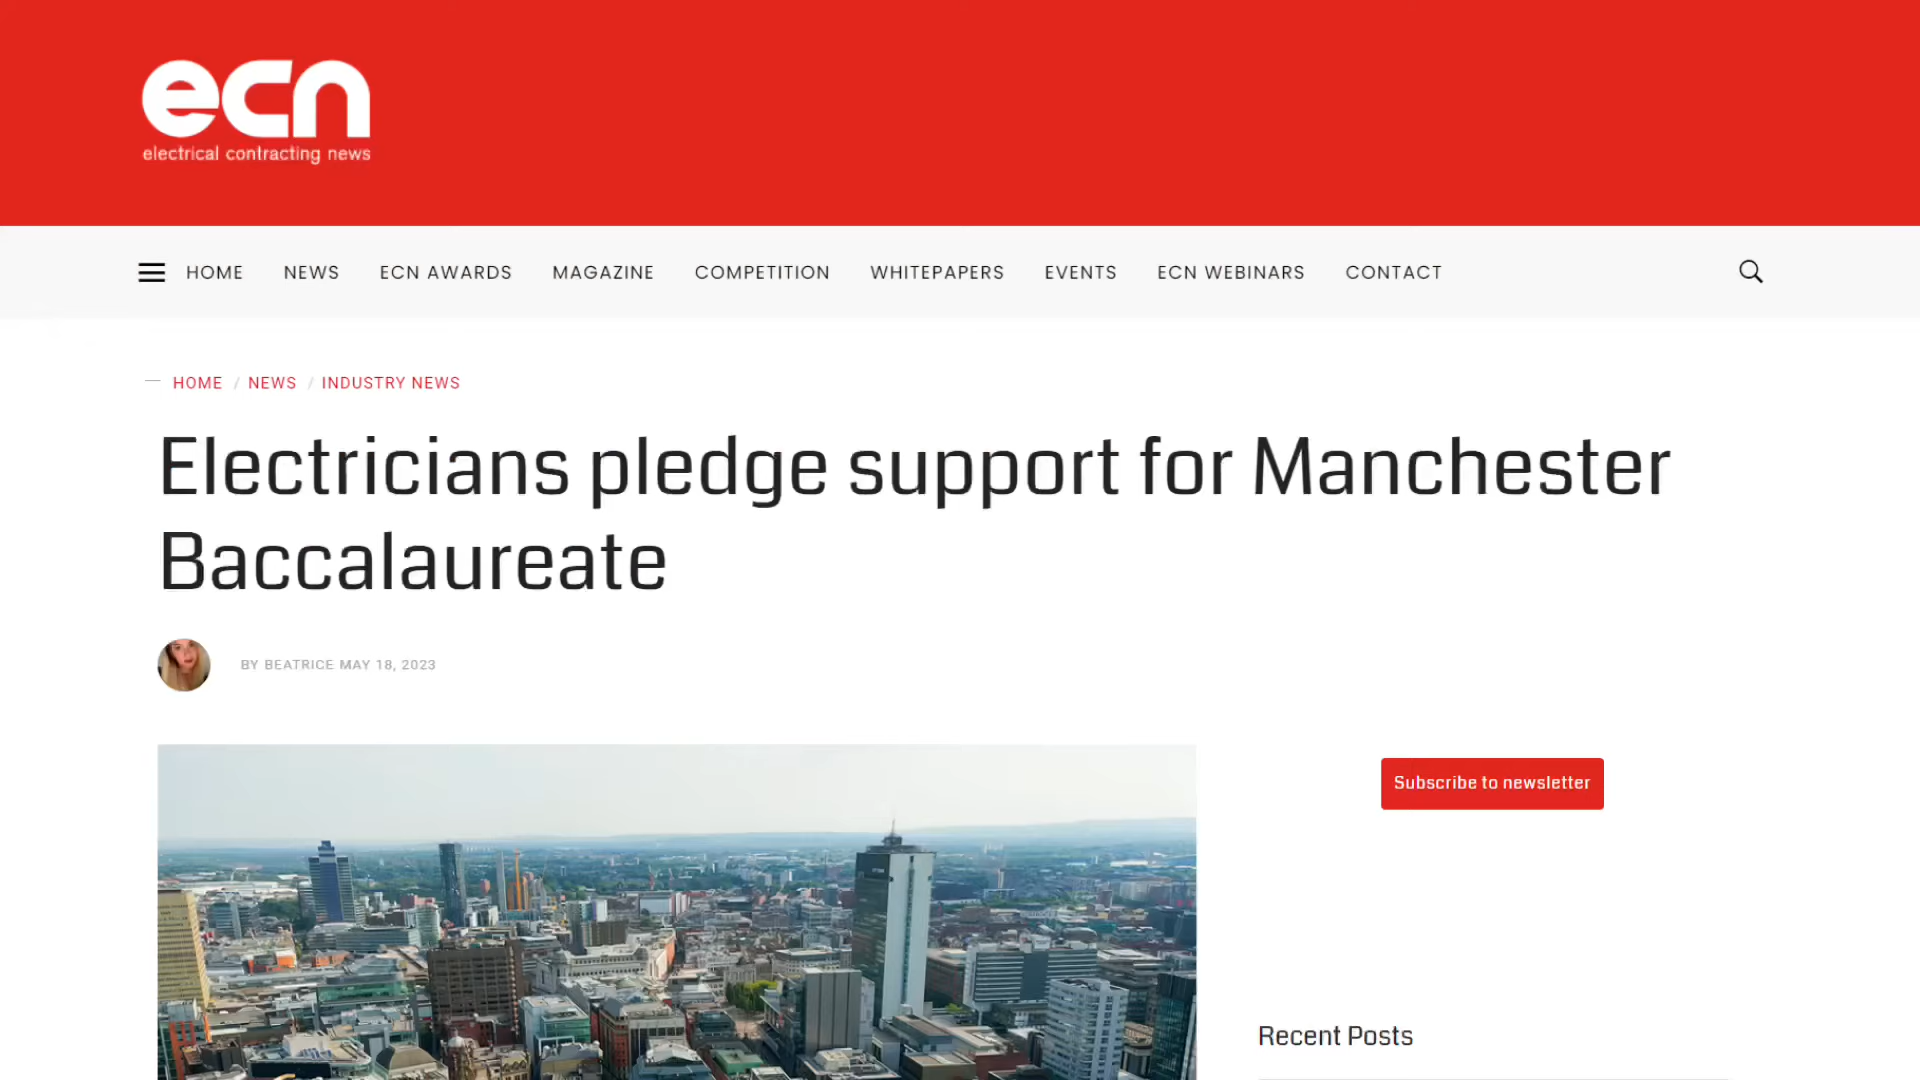 ecn
electrical contracting news
HOME NEWS ECN AWARDS MAGAZINE COMPETITION WHITEPAPERS EVENTS ECN WEBINARS CONTACT
HOME / NEWS / INDUSTRY NEWS
Electricians pledge support for Manchester
Baccalaureate
BY BEATRICE MAY 18, 2023
Subscribe to newsletter
Recent Posts